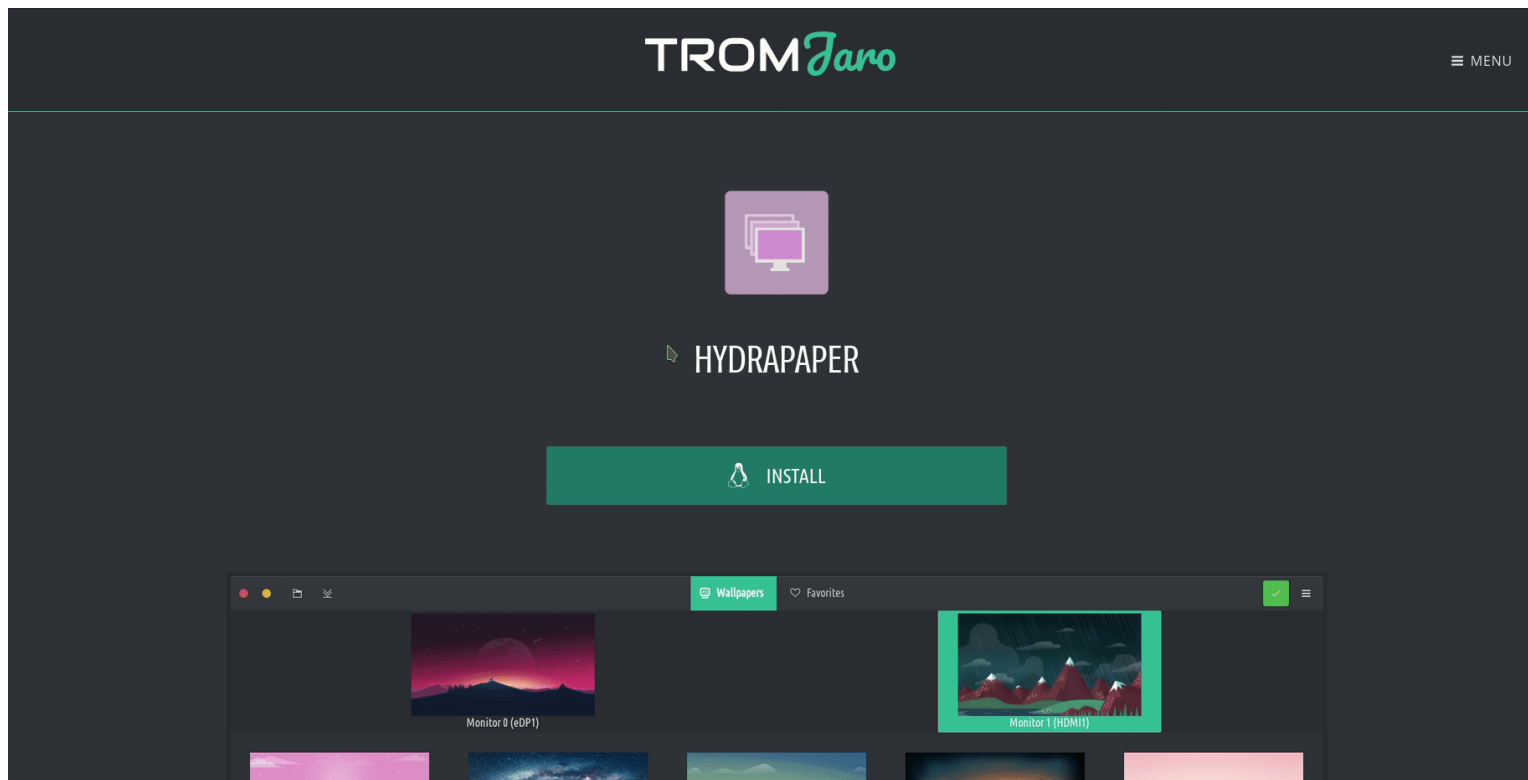 TROMJaro
MENU
HYDRAPAPER
INSTALL
Wallpapers
Favorites
Monitor 0 (eDP1)
Monitor 1 (HDMI1)